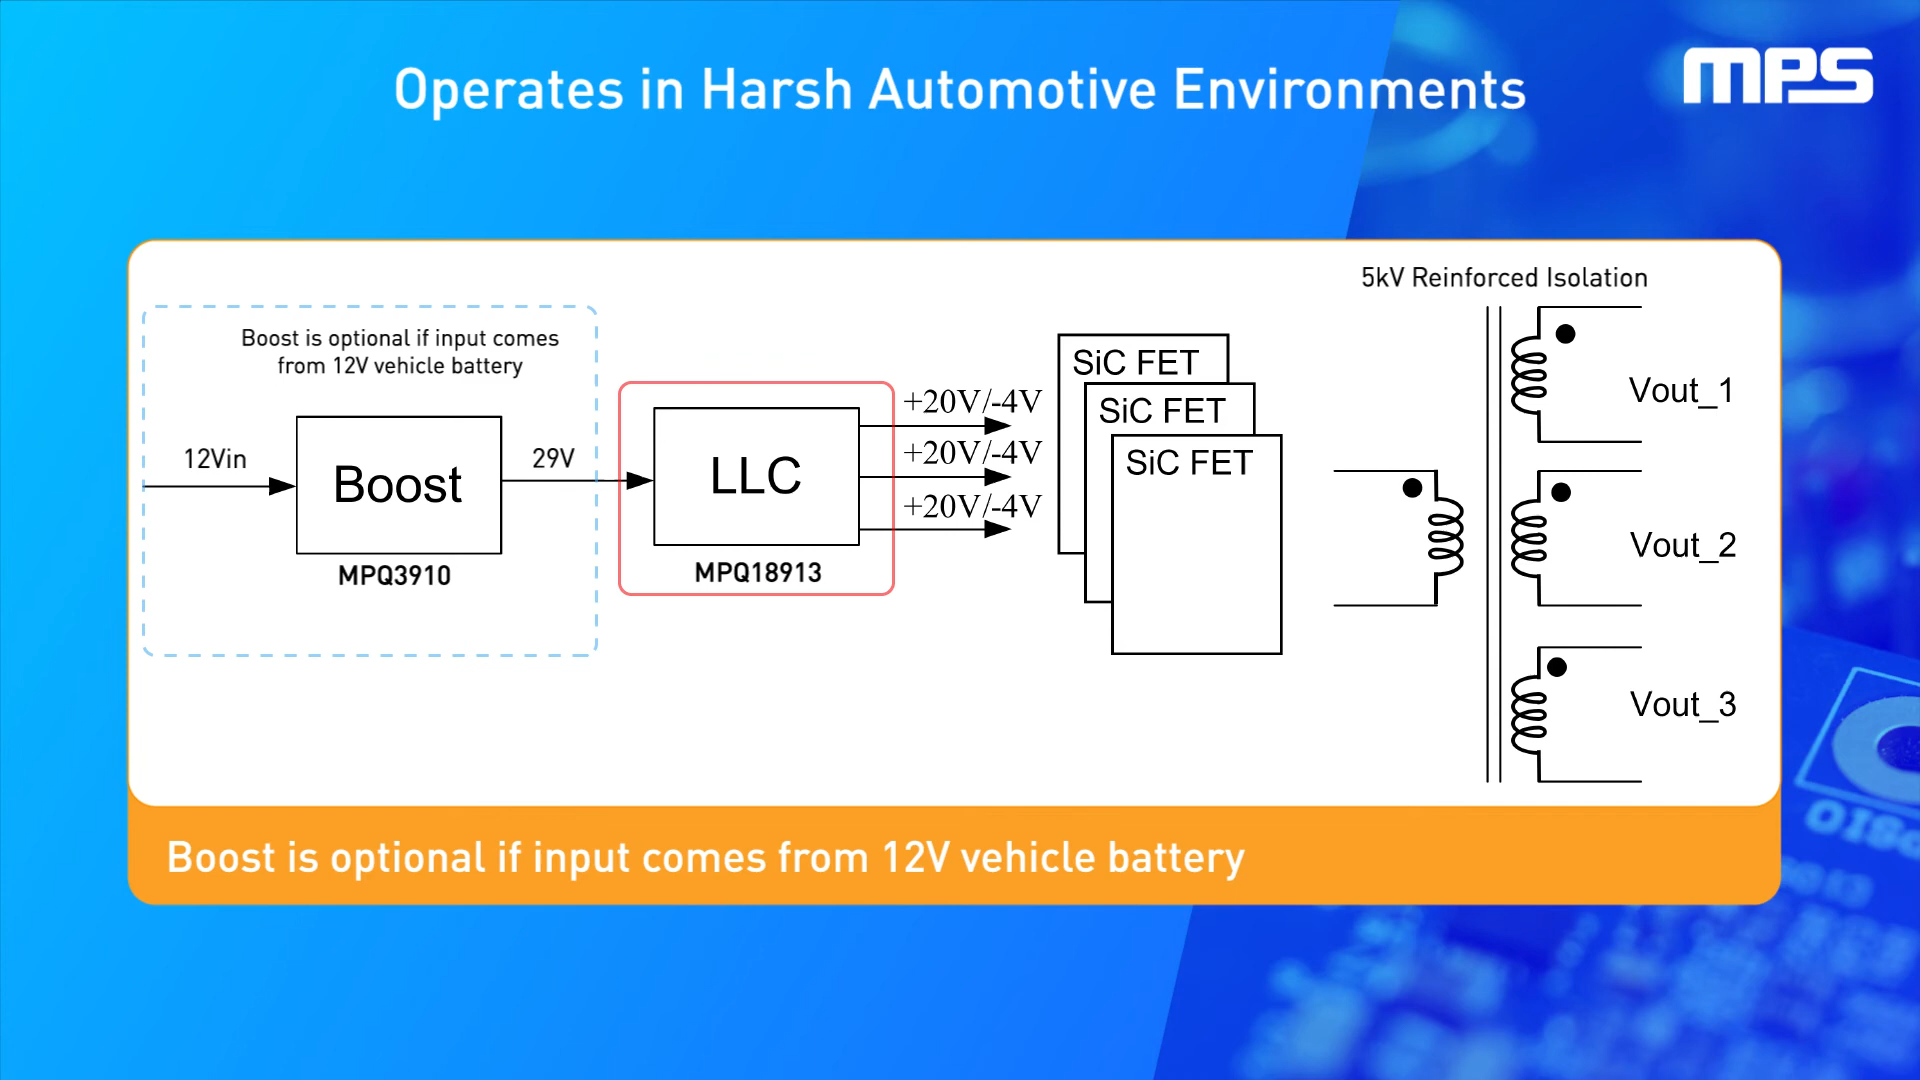 Operates in Harsh Automotive Environments
MPS
5kV Reinforced Isolation
Boost is optional if input comes
from 12V vehicle battery
12Vin
Boost
MPQ3910
29V
LLC
MPQ18913
+20V/-4V
+20V/-4V
+20V/-4V
SiC FET
SiC FET
SiC FET
Vout_1
Vout_2
Vout_3
Boost is optional if input comes from 12V vehicle battery